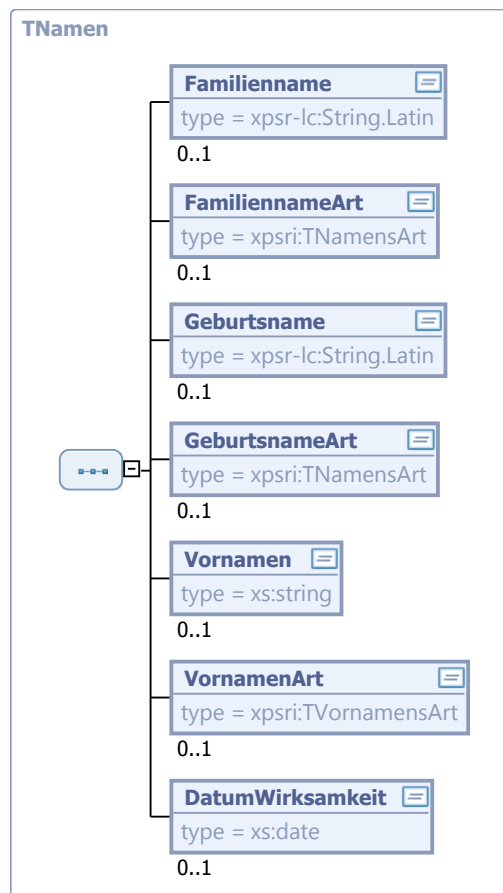 TNamen
Familienname
type = xpsr-lc:String.Latin
0..1
FamiliennameArt
type = xpsri:TNamensArt
0..1
Geburtsname
type = xpsr-lc:String.Latin
0..1
GeburtsnameArt
type = xpsri:TNamensArt
0..1
Vornamen
type = xs:string
0..1
VornamenArt
type = xpsri:TVornamensArt
0..1
DatumWirksamkeit
type = xs:date
0..1